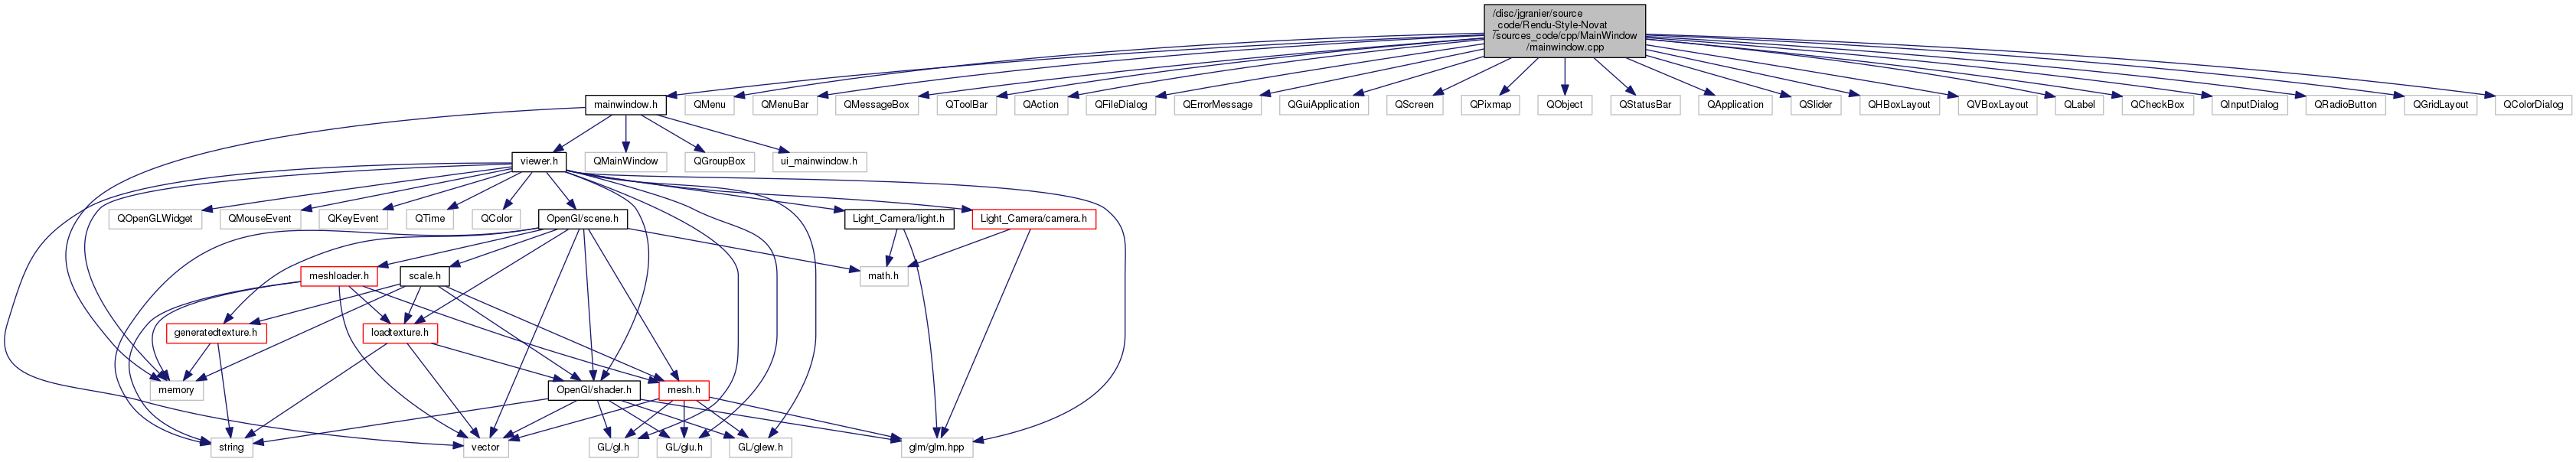 /disc/jgranier/source
_code/Rendu-Style-Novat
/sources_code/cpp/MainWindow
/mainwindow.cpp
mainwindow.h
QMenu
QMenuBar
QMessageBox
QToolBar
QAction
QFileDialog
QErrorMessage
QGuiApplication
QScreen
QPixmap
QObject
QStatusBar
QApplication
QSlider
QHBoxLayout
QVBoxLayout
QLabel
QCheckBox
QInputDialog
QRadioButton
QGridLayout
QColorDialog
viewer.h
QMainWindow
QGroupBox
ui_mainwindow.h
QOpenGLWidget
QMouseEvent
QKeyEvent
QTime
QColor
OpenGl/scene.h
Light_Camera/light.h
Light_Camera/camera.h
meshloader.h
scale.h
math.h
generatedtexture.h
loadtexture.h
memory
OpenGl/shader.h
mesh.h
string
vector
GL/gl.h
GL/glu.h
GL/glew.h
glm/glm.hpp